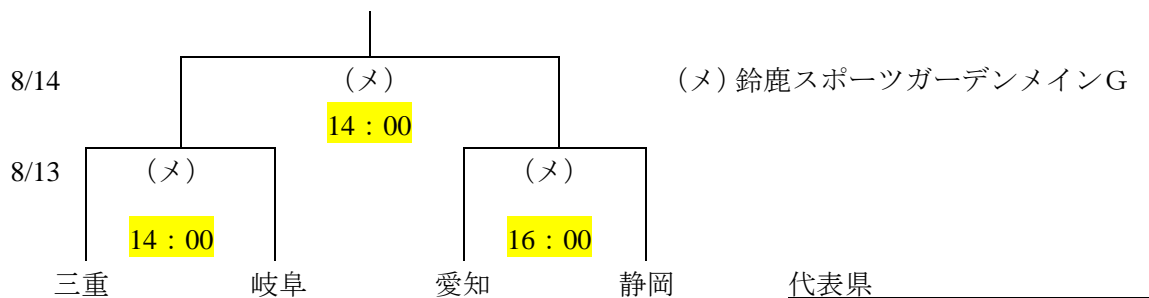 8/14 （メ） （メ）鈴鹿スポーツガーデンメインＧ
14：00
8/13 （メ） （メ）
14：00 16：00
三重 岐阜 愛知 静岡 代表県